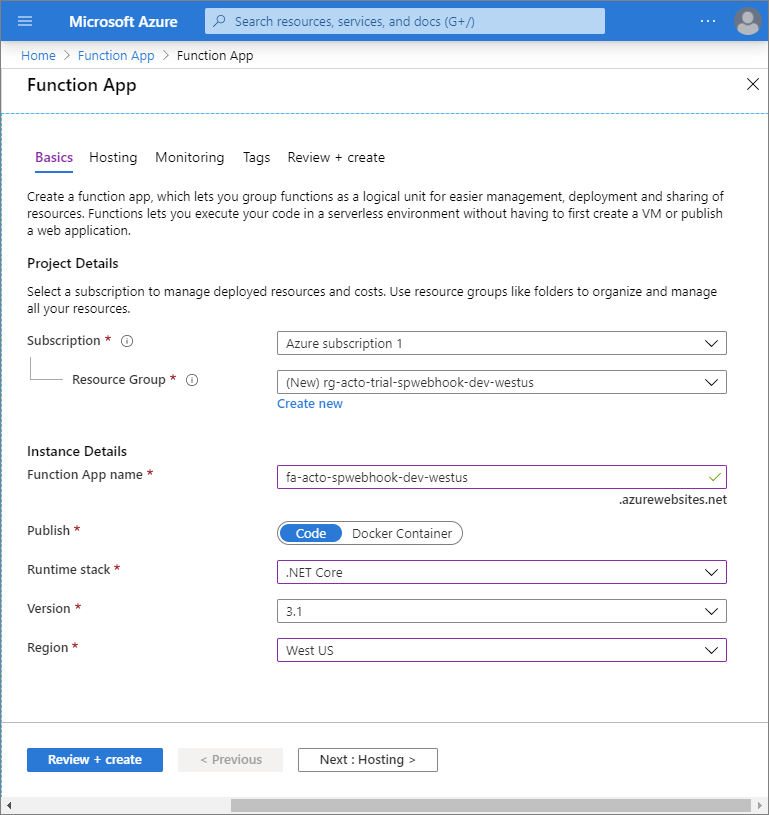 Microsoft Azure
Search resources, services, and docs (G+/)
...
Home > Function App > Function App
Function App
Basics Hosting Monitoring Tags Review + create
Create a function app, which lets you group functions as a logical unit for easier management, deployment and sharing of
resources. Functions lets you execute your code in a serverless environment without having to first create a VM or publish
a web application.
Project Details
Select a subscription to manage deployed resources and costs. Use resource groups like folders to organize and manage
all your resources.
Subscription * Azure subscription 1
Resource Group * (New) rg-acto-trial-spwebhook-dev-westus
Create new
Instance Details
Function App name * fa-acto-spwebhook-dev-westus
.azurewebsites.net
Publish * Code Docker Container
Runtime stack * .NET Core
Version * 3.1
Region * West US
Review + create < Previous Next : Hosting >